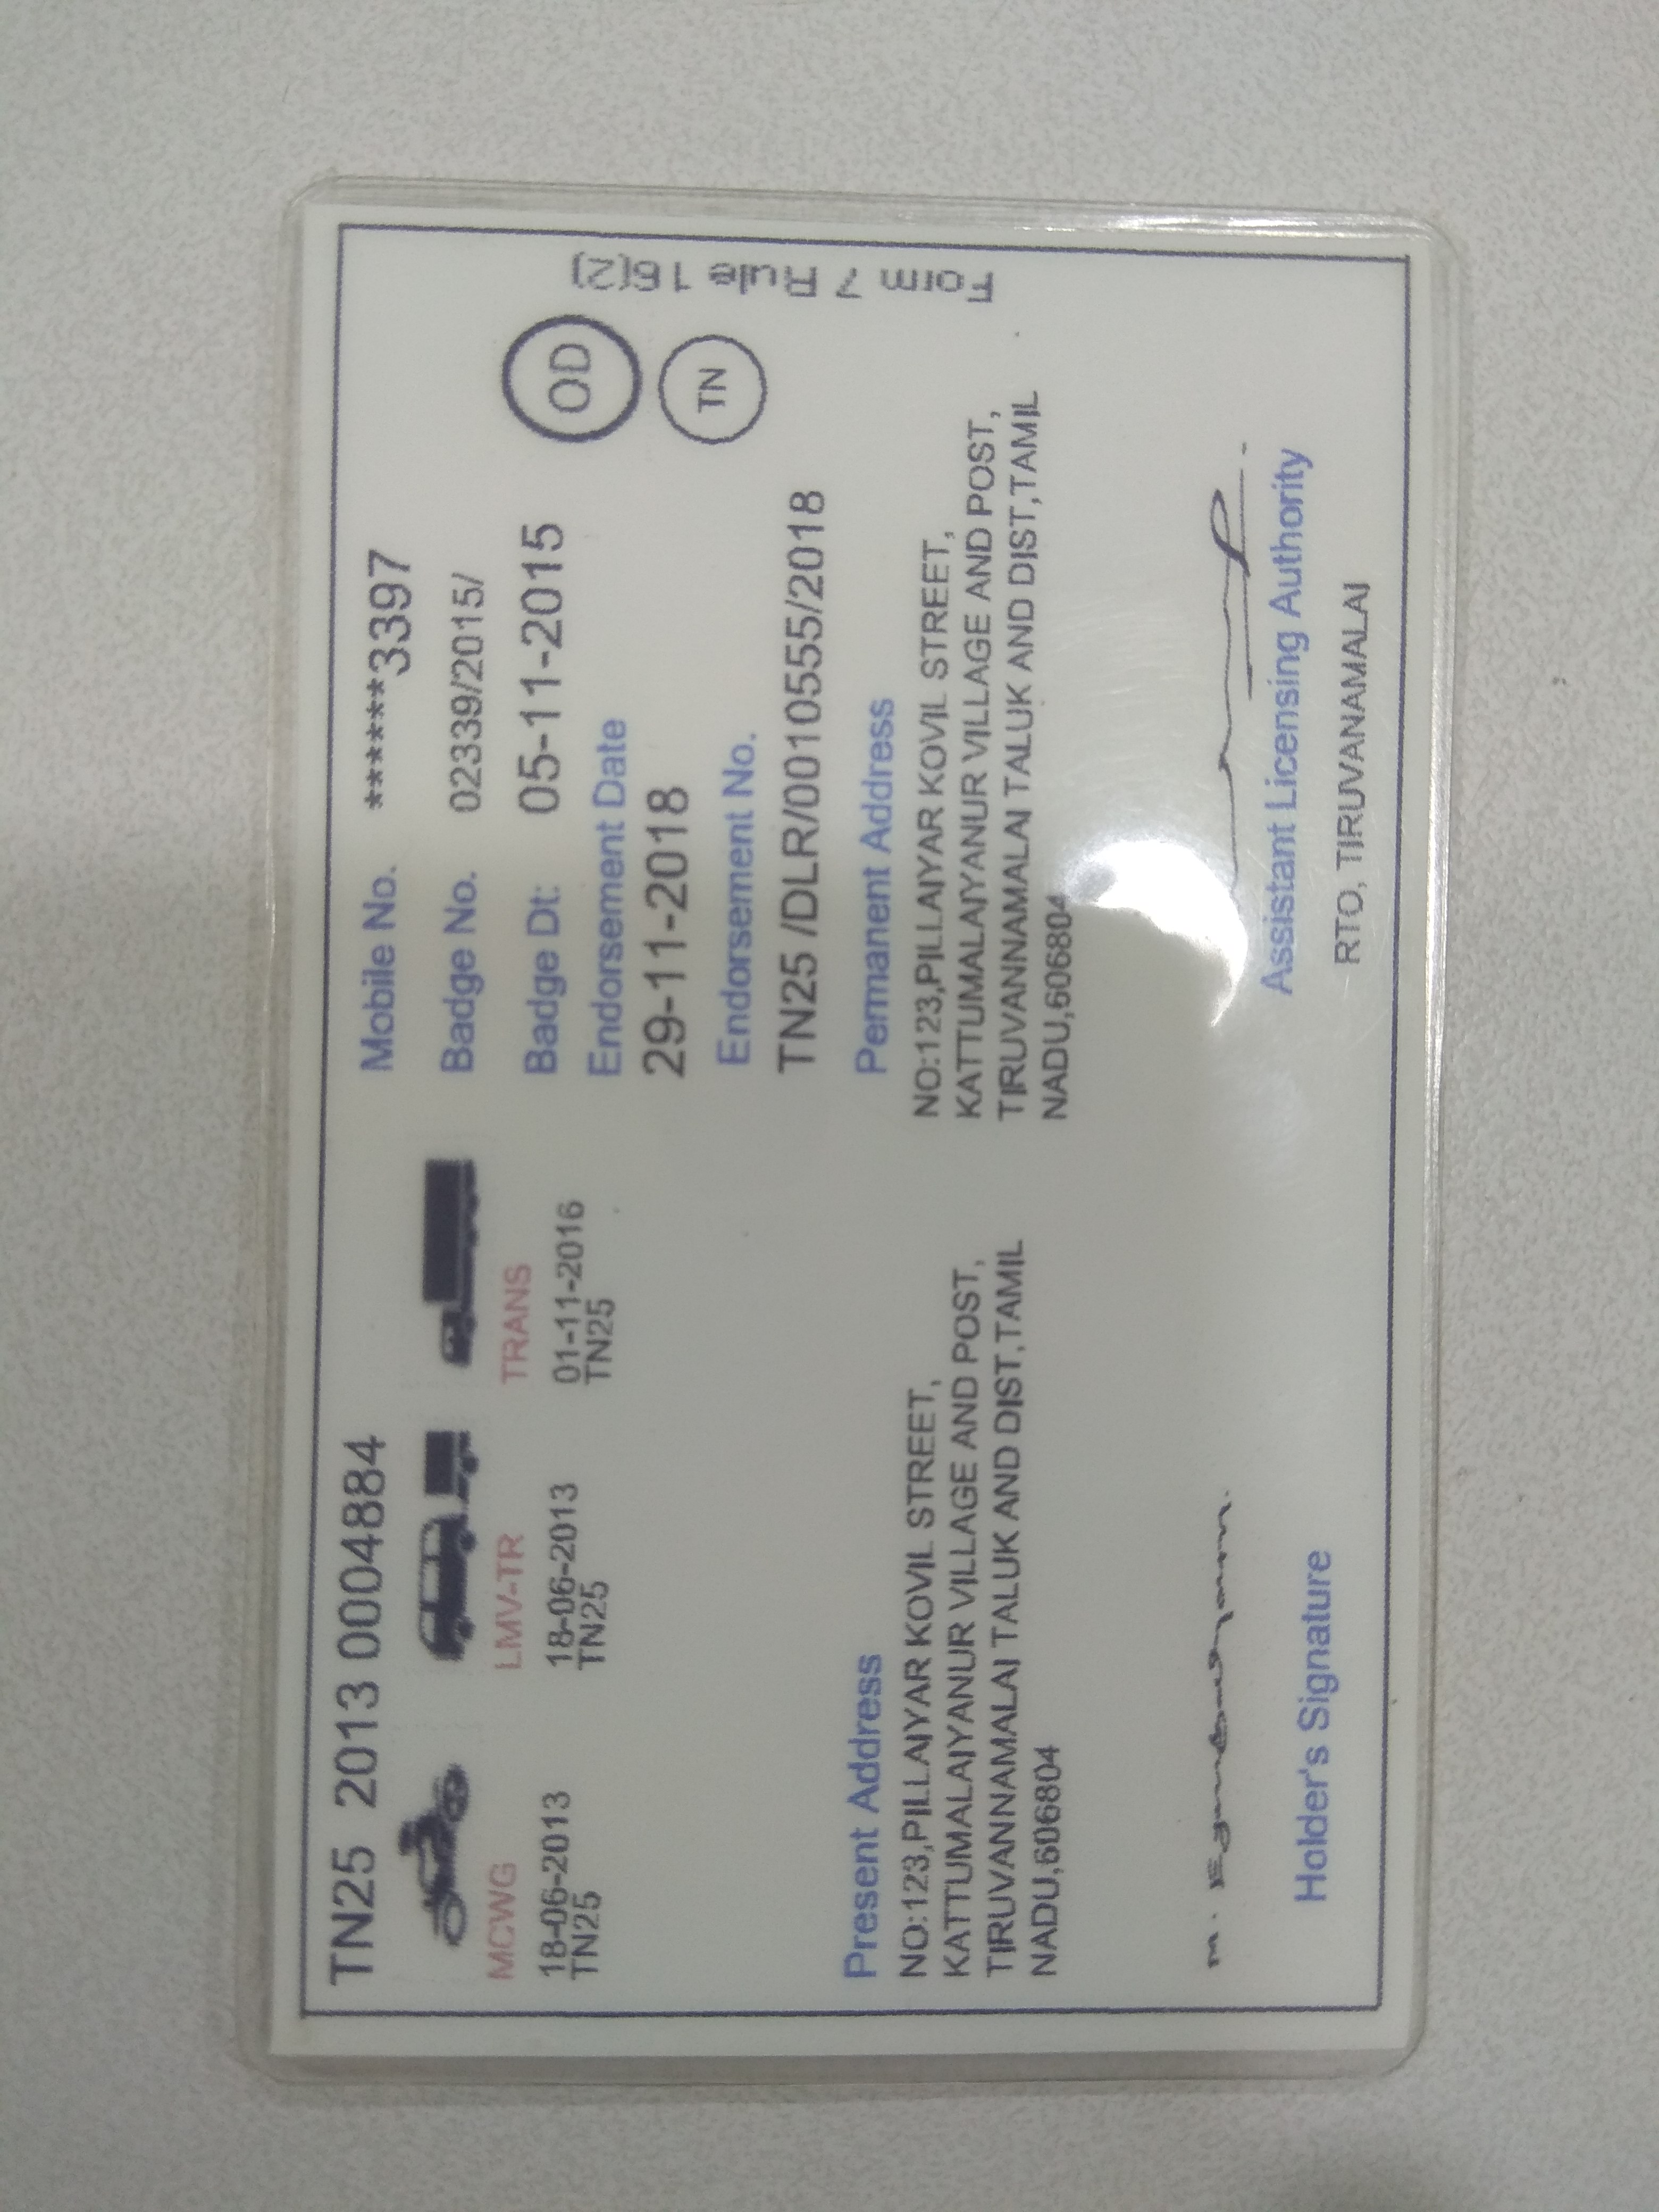 TN25 2013 0004884
MCWG
18-06-2013
TN25
LMV-TR
18-06-2013
TN25
TRANS
01-11-2016
TN25
Mobile No. ******3397
Badge No. 02339/2015/
Badge Dt: 05-11-2015
Endorsement Date
29-11-2018
Endorsement No.
TN25 /DLR/0010555/2018
OD
TN
Form 7 Rule 16(2)
Present Address
NO:123,PILLAIYAR KOVIL STREET,
KATTUMALAIYANUR VILLAGE AND POST,
TIRUVANNAMALAI TALUK AND DIST,TAMIL
NADU,606804
Permanent Address
NO:123,PILLAIYAR KOVIL STREET,
KATTUMALAIYANUR VILLAGE AND POST,
TIRUVANNAMALAI TALUK AND DIST,TAMIL
NADU,606804
Holder's Signature
Assistant Licensing Authority
RTO, TIRUVANAMALAI